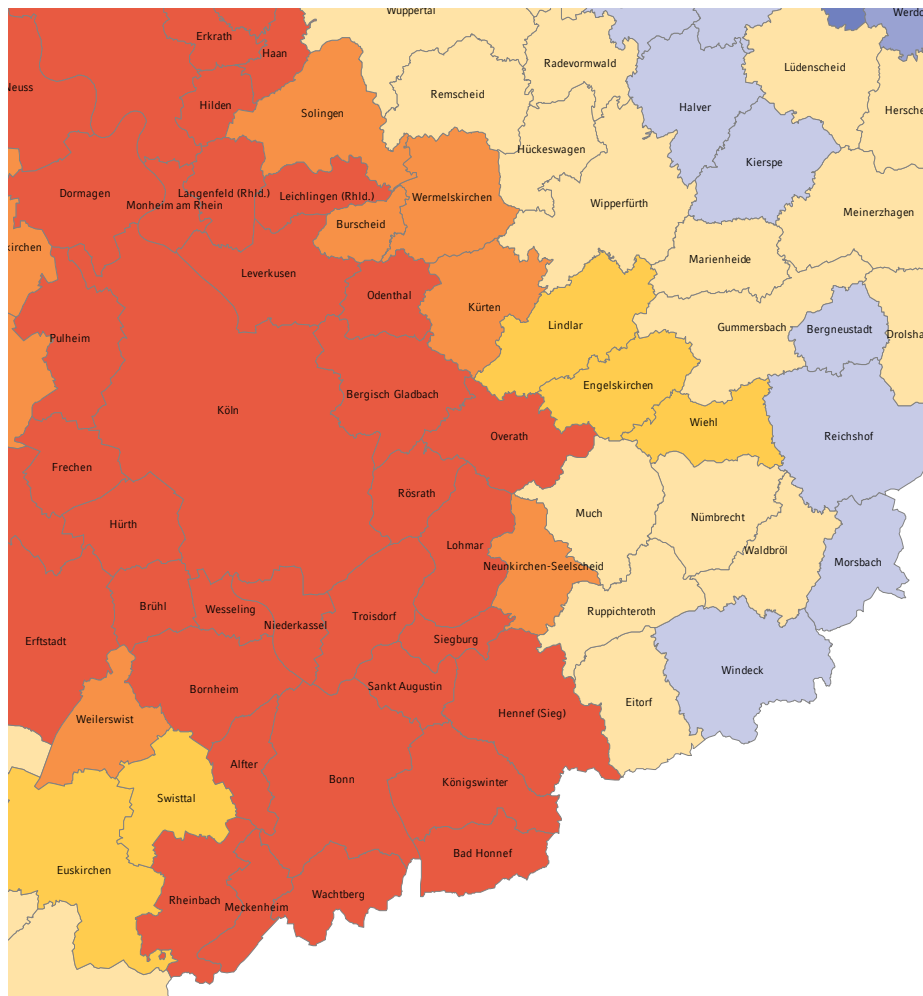 Wuppertal
Werdo
Erkrath
Haan
Radevormwald
Lüdenscheid
Neuss
Remscheid
Hilden
Solingen
Halver
Hersche
Hückeswagen
Kierspe
Dormagen
Langenfeld (Rhld.)
Leichlingen (Rhld.)
Wermelskirchen
Monheim am Rhein
Wipperfürth
Meinerzhagen
Burscheid
kirchen
Marienheide
Leverkusen
Odenthal
Kürten
Lindlar
Gummersbach
Bergneustadt
Drolsha
Pulheim
Engelskirchen
Bergisch Gladbach
Köln
Wiehl
Overath
Reichshof
Frechen
Rösrath
Much
Nümbrecht
Hürth
Lohmar
Waldbröl
Neunkirchen-Seelscheid
Morsbach
Brühl
Wesseling
Ruppichteroth
Troisdorf
Niederkassel
Siegburg
Erftstadt
Windeck
Sankt Augustin
Bornheim
Eitorf
Hennef (Sieg)
Weilerswist
Alfter
Bonn
Königswinter
Swisttal
Bad Honnef
Euskirchen
Wachtberg
Rheinbach
Meckenheim